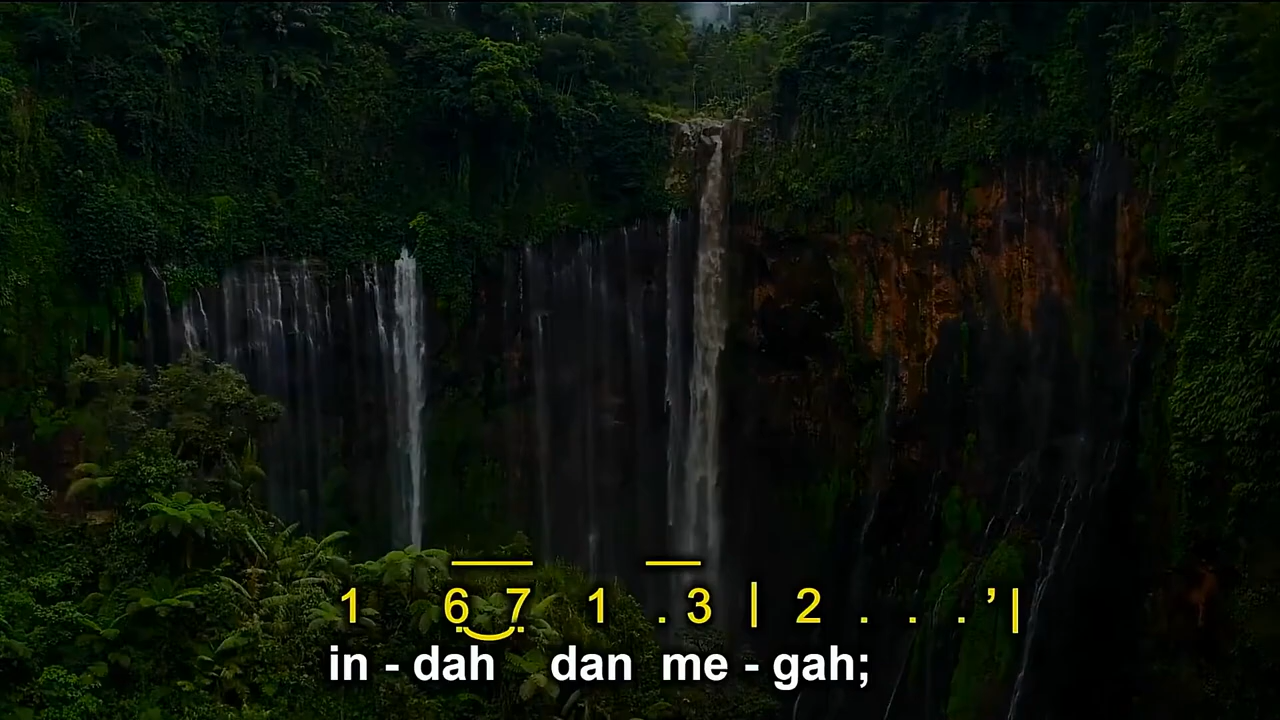 1 6̣ 7̣ 1 . 3 | 2 . . . ’ |
in - dah dan me - gah;